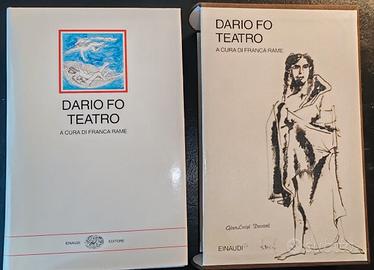 DARIO FO
TEATRO
A CURA DI FRANCA RAME
EINAUDI
EDITORE
DARIO FO
TEATRO
A CURA DI FRANCA RAME
EINAUDI